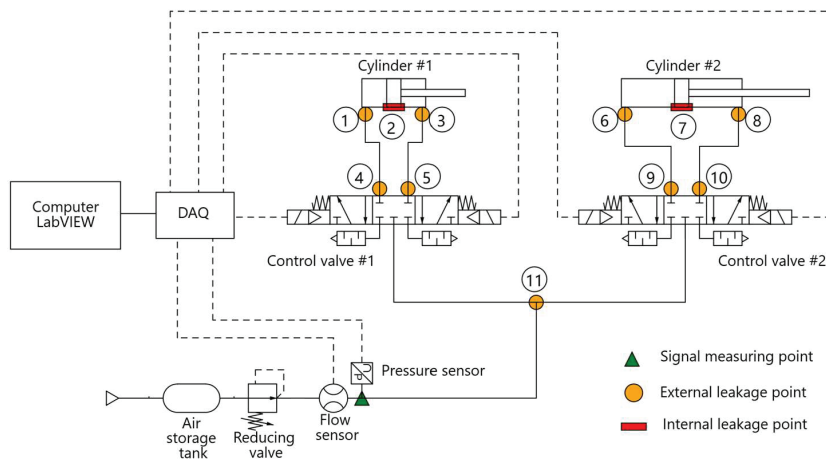 Cylinder #1
Cylinder #2
1
2
3
6
7
8
4
5
9
10
Computer
LabVIEW
DAQ
Control valve #1
Control valve #2
11
Signal measuring point
Pressure sensor
External leakage point
Internal leakage point
Air
storage
tank
Reducing
valve
Flow
sensor
U
P